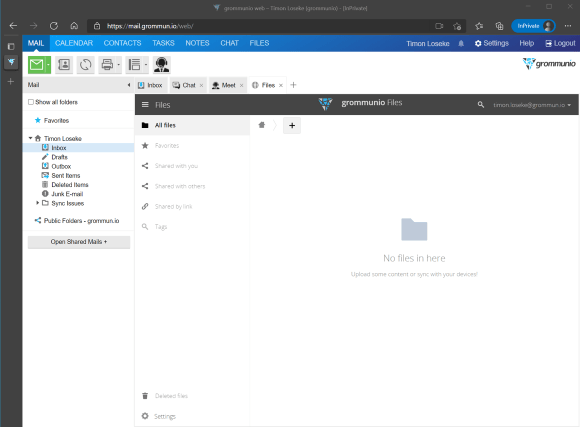 grommunio web – Timon Loseke (grommunio) - [InPrivate]
https://mail.grommun.io/web/
InPrivate
MAIL CALENDAR CONTACTS TASKS NOTES CHAT FILES
Timon Loseke Settings Help Logout
grommunio
Mail
Inbox Chat × Meet × Files ×
Show all folders
Favorites
Timon Loseke
Inbox
Drafts
Outbox
Sent Items
Deleted Items
Junk E-mail
Sync Issues
Public Folders - grommun.io
Open Shared Mails +
Files
grommunio Files
timon.loseke@grommun.io
All files
Favorites
Shared with you
Shared with others
Shared by link
Tags
No files in here
Upload some content or sync with your devices!
Deleted files
Settings